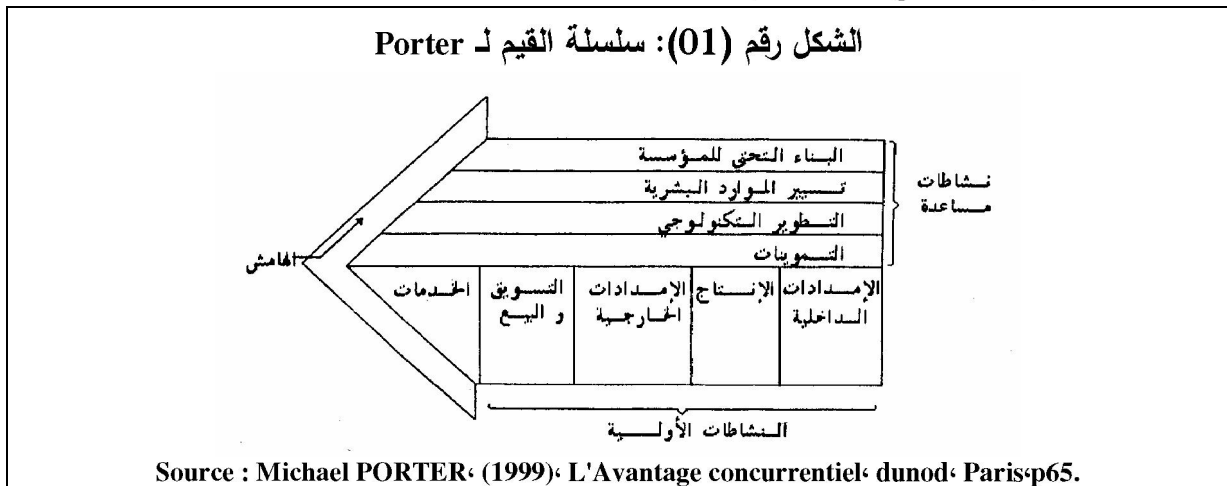 الشكل رقم (01): سلسلة القيم لـ Porter
البناء التحتي للمؤسسة
تسيير الموارد البشرية
التطوير التكنولوجي
التموينات
نشاطات
مساعدة
الهامش
الإمدادات
الداخلية
الإنتاج
الإمدادات
الخارجية
التسويق
و البيع
الخدمات
النشاطات الأولية
Source : Michael PORTER، (1999)، L'Avantage concurrentiel، dunod، Paris،p65.